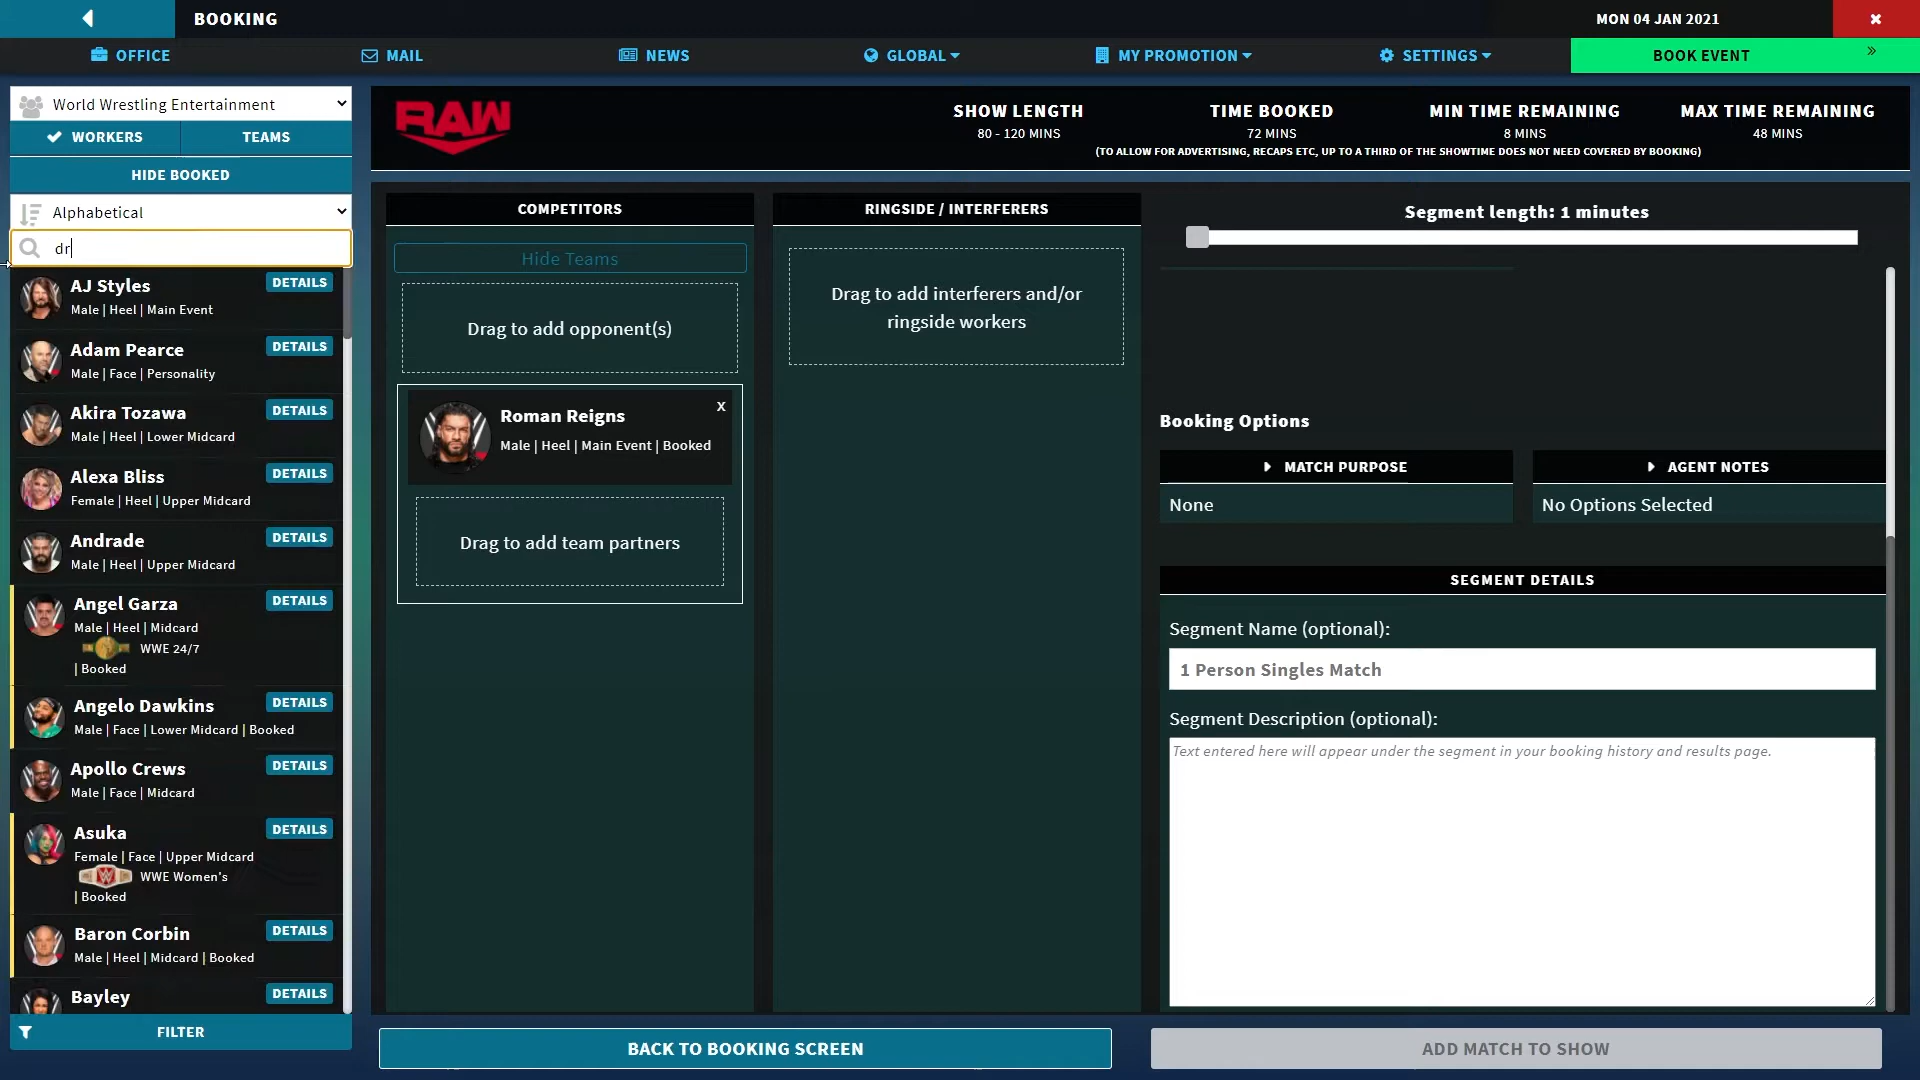 BOOKING
MON 04 JAN 2021
OFFICE
MAIL
NEWS
GLOBAL
MY PROMOTION
SETTINGS
BOOK EVENT
World Wrestling Entertainment
WORKERS
TEAMS
HIDE BOOKED
Alphabetical
dr
AJ Styles
DETAILS
Male | Heel | Main Event
Adam Pearce
DETAILS
Male | Face | Personality
Akira Tozawa
DETAILS
Male | Heel | Lower Midcard
Alexa Bliss
DETAILS
Female | Heel | Upper Midcard
Andrade
DETAILS
Male | Heel | Upper Midcard
Angel Garza
DETAILS
Male | Heel | Midcard
WWE 24/7
| Booked
Angelo Dawkins
DETAILS
Male | Face | Lower Midcard | Booked
Apollo Crews
DETAILS
Male | Face | Midcard
Asuka
DETAILS
Female | Face | Upper Midcard
WWE Women's
| Booked
Baron Corbin
DETAILS
Male | Heel | Midcard | Booked
Bayley
DETAILS
FILTER
RAW
SHOW LENGTH
80 - 120 MINS
TIME BOOKED
72 MINS
MIN TIME REMAINING
8 MINS
MAX TIME REMAINING
48 MINS
(TO ALLOW FOR ADVERTISING, RECAPS ETC, UP TO A THIRD OF THE SHOWTIME DOES NOT NEED COVERED BY BOOKING)
COMPETITORS
Hide Teams
Drag to add opponent(s)
Roman Reigns
X
Male | Heel | Main Event | Booked
Drag to add team partners
RINGSIDE / INTERFERERS
Drag to add interferers and/or
ringside workers
Segment length: 1 minutes
Booking Options
MATCH PURPOSE
None
AGENT NOTES
No Options Selected
SEGMENT DETAILS
Segment Name (optional):
1 Person Singles Match
Segment Description (optional):
Text entered here will appear under the segment in your booking history and results page.
BACK TO BOOKING SCREEN
ADD MATCH TO SHOW